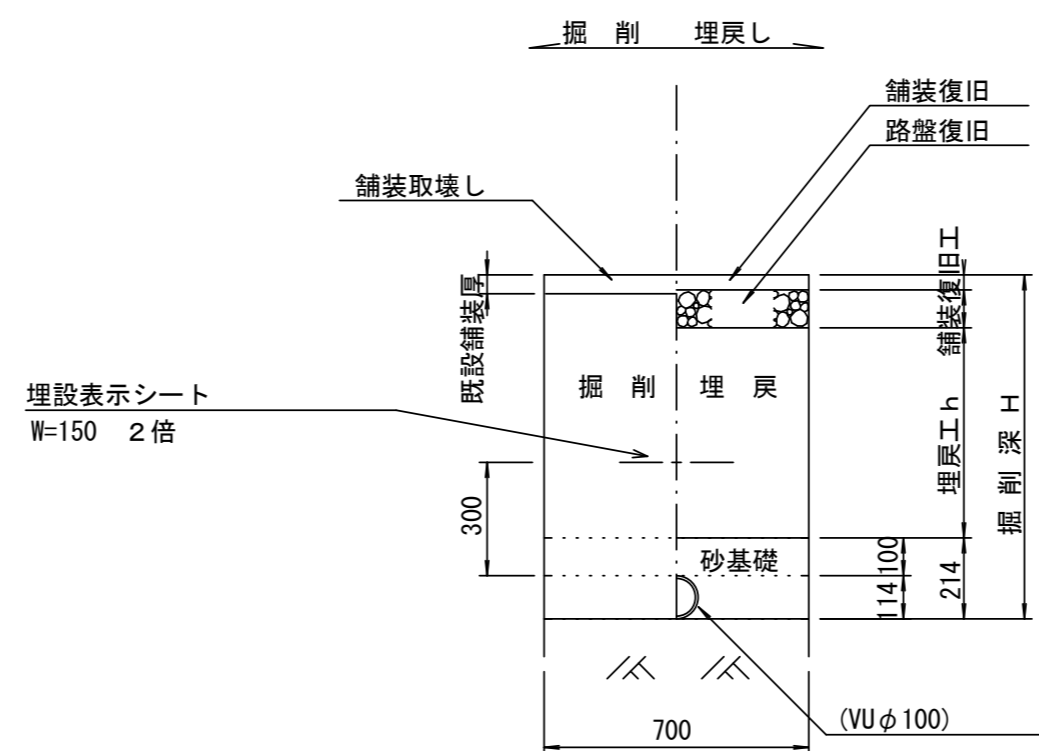 掘 削 埋戻し
舗装復旧
路盤復旧
舗装取壊し
既設舗装厚
舗装復旧工
掘 削 埋 戻
埋設表示シート
W=150 2倍
埋戻工h
掘削深 H
300
砂基礎
100
114
214
700
(VUφ100)